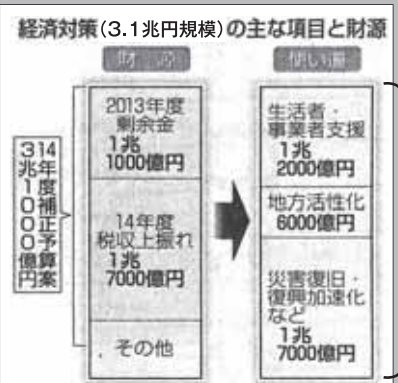 経済対策(3.1兆円規模)の主な項目と財源
財源
使い道
14年度補正予算案
3兆1000億円
2013年度
剰余金
1兆
1000億円
14年度
税収上振れ
1兆
7000億円
その他
生活者・
事業者支援
1兆
2000億円
地方活性化
6000億円
災害復旧・
復興加速化
など
1兆
7000億円